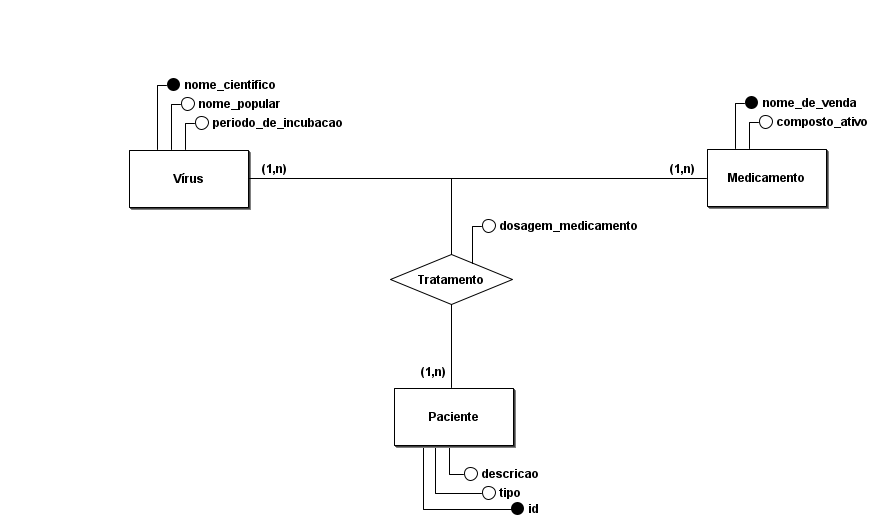 nome_cientifico
nome_popular
periodo_de_incubacao
nome_de_venda
composto_ativo
Vírus
(1,n)
(1,n)
Medicamento
dosagem_medicamento
Tratamento
(1,n)
Paciente
descricao
tipo
id